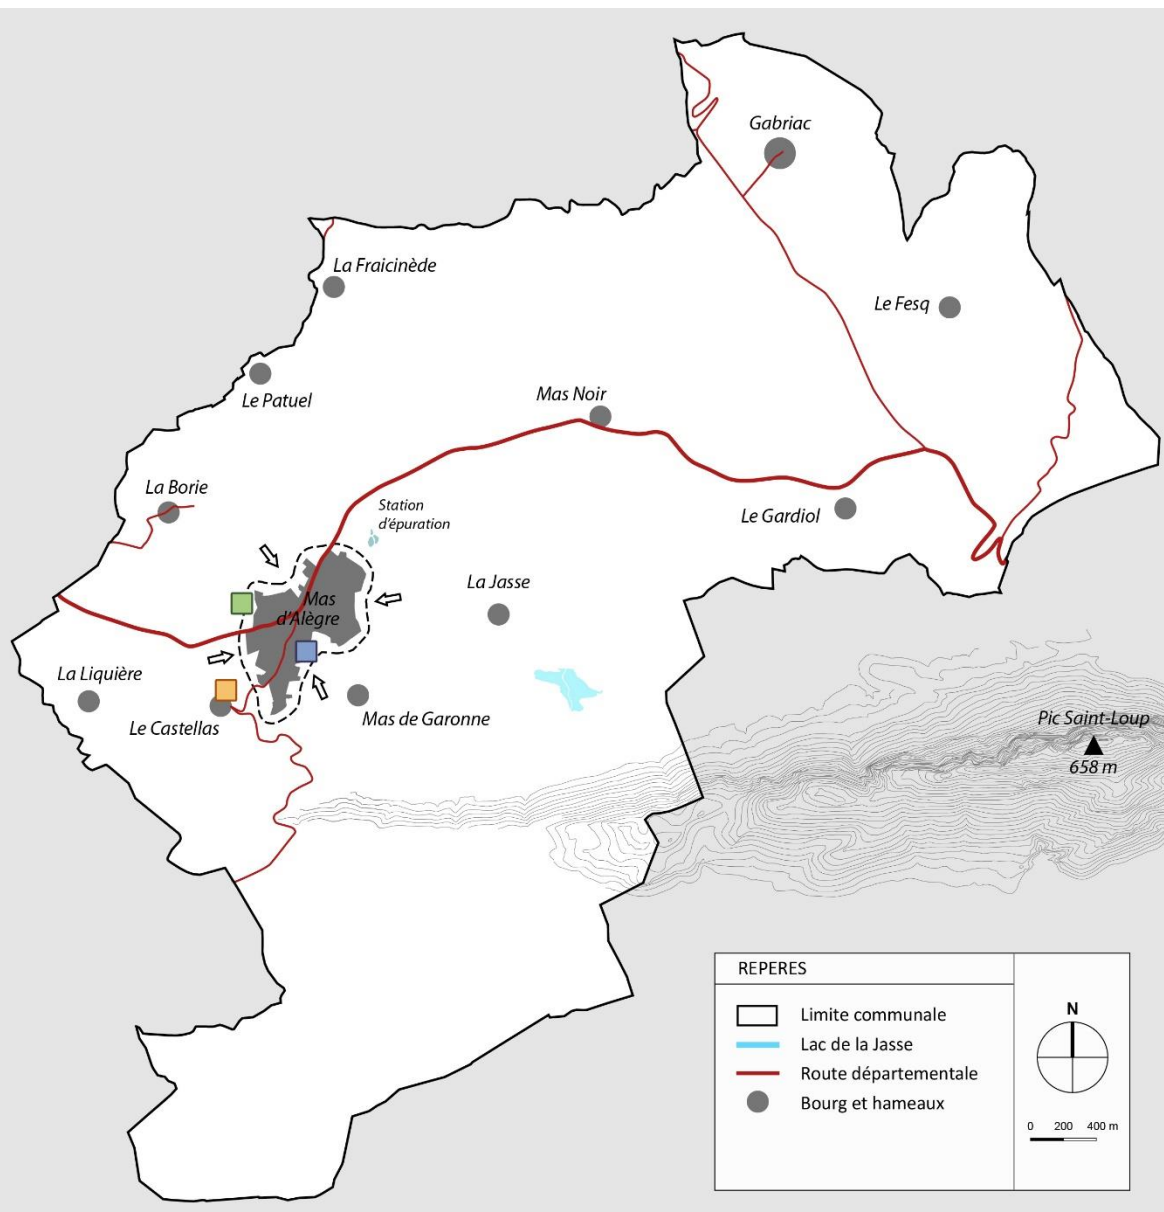 Gabriac
La Fraicinède
Le Fesq
Le Patuel
Mas Noir
La Borie
Station
d'épuration
Le Gardiol
La Jasse
Mas
d'Alègre
La Liquière
Le Castellas
Mas de Garonne
Pic Saint-Loup
658 m
REPERES
Limite communale
Lac de la Jasse
Route départementale
Bourg et hameaux
N
0 200 400 m